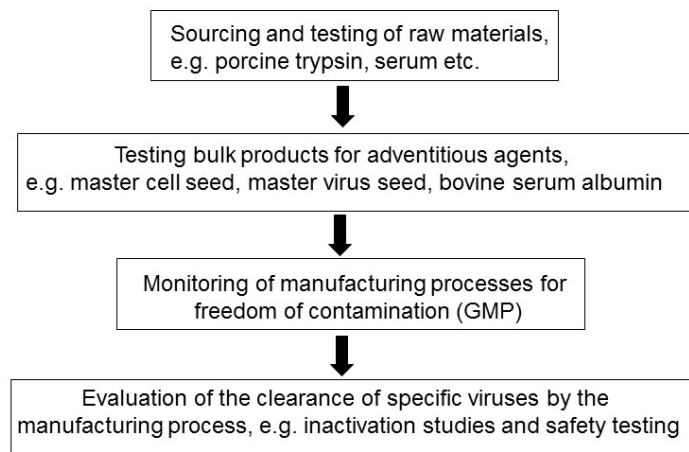 Sourcing and testing of raw materials,
e.g. porcine trypsin, serum etc.
Testing bulk products for adventitious agents,
e.g. master cell seed, master virus seed, bovine serum albumin
Monitoring of manufacturing processes for
freedom of contamination (GMP)
Evaluation of the clearance of specific viruses by the
manufacturing process, e.g. inactivation studies and safety testing